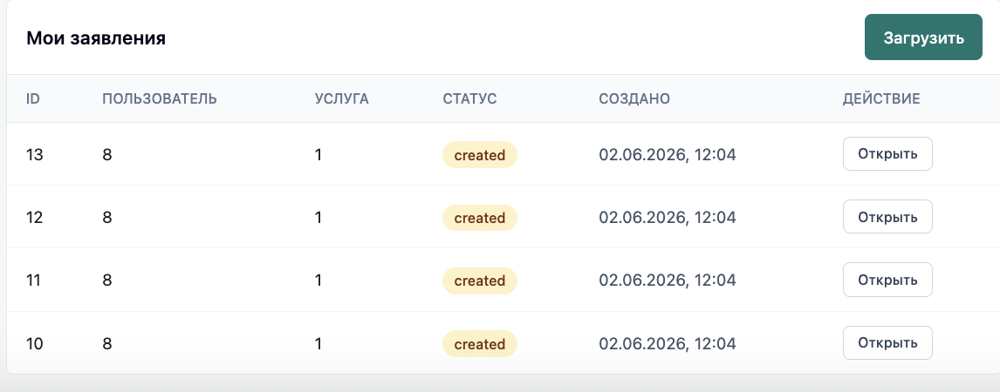 Мои заявления Загрузить
ID ПОЛЬЗОВАТЕЛЬ УСЛУГА СТАТУС СОЗДАНО ДЕЙСТВИЕ
13 8 1 created 02.06.2026, 12:04 Открыть
12 8 1 created 02.06.2026, 12:04 Открыть
11 8 1 created 02.06.2026, 12:04 Открыть
10 8 1 created 02.06.2026, 12:04 Открыть